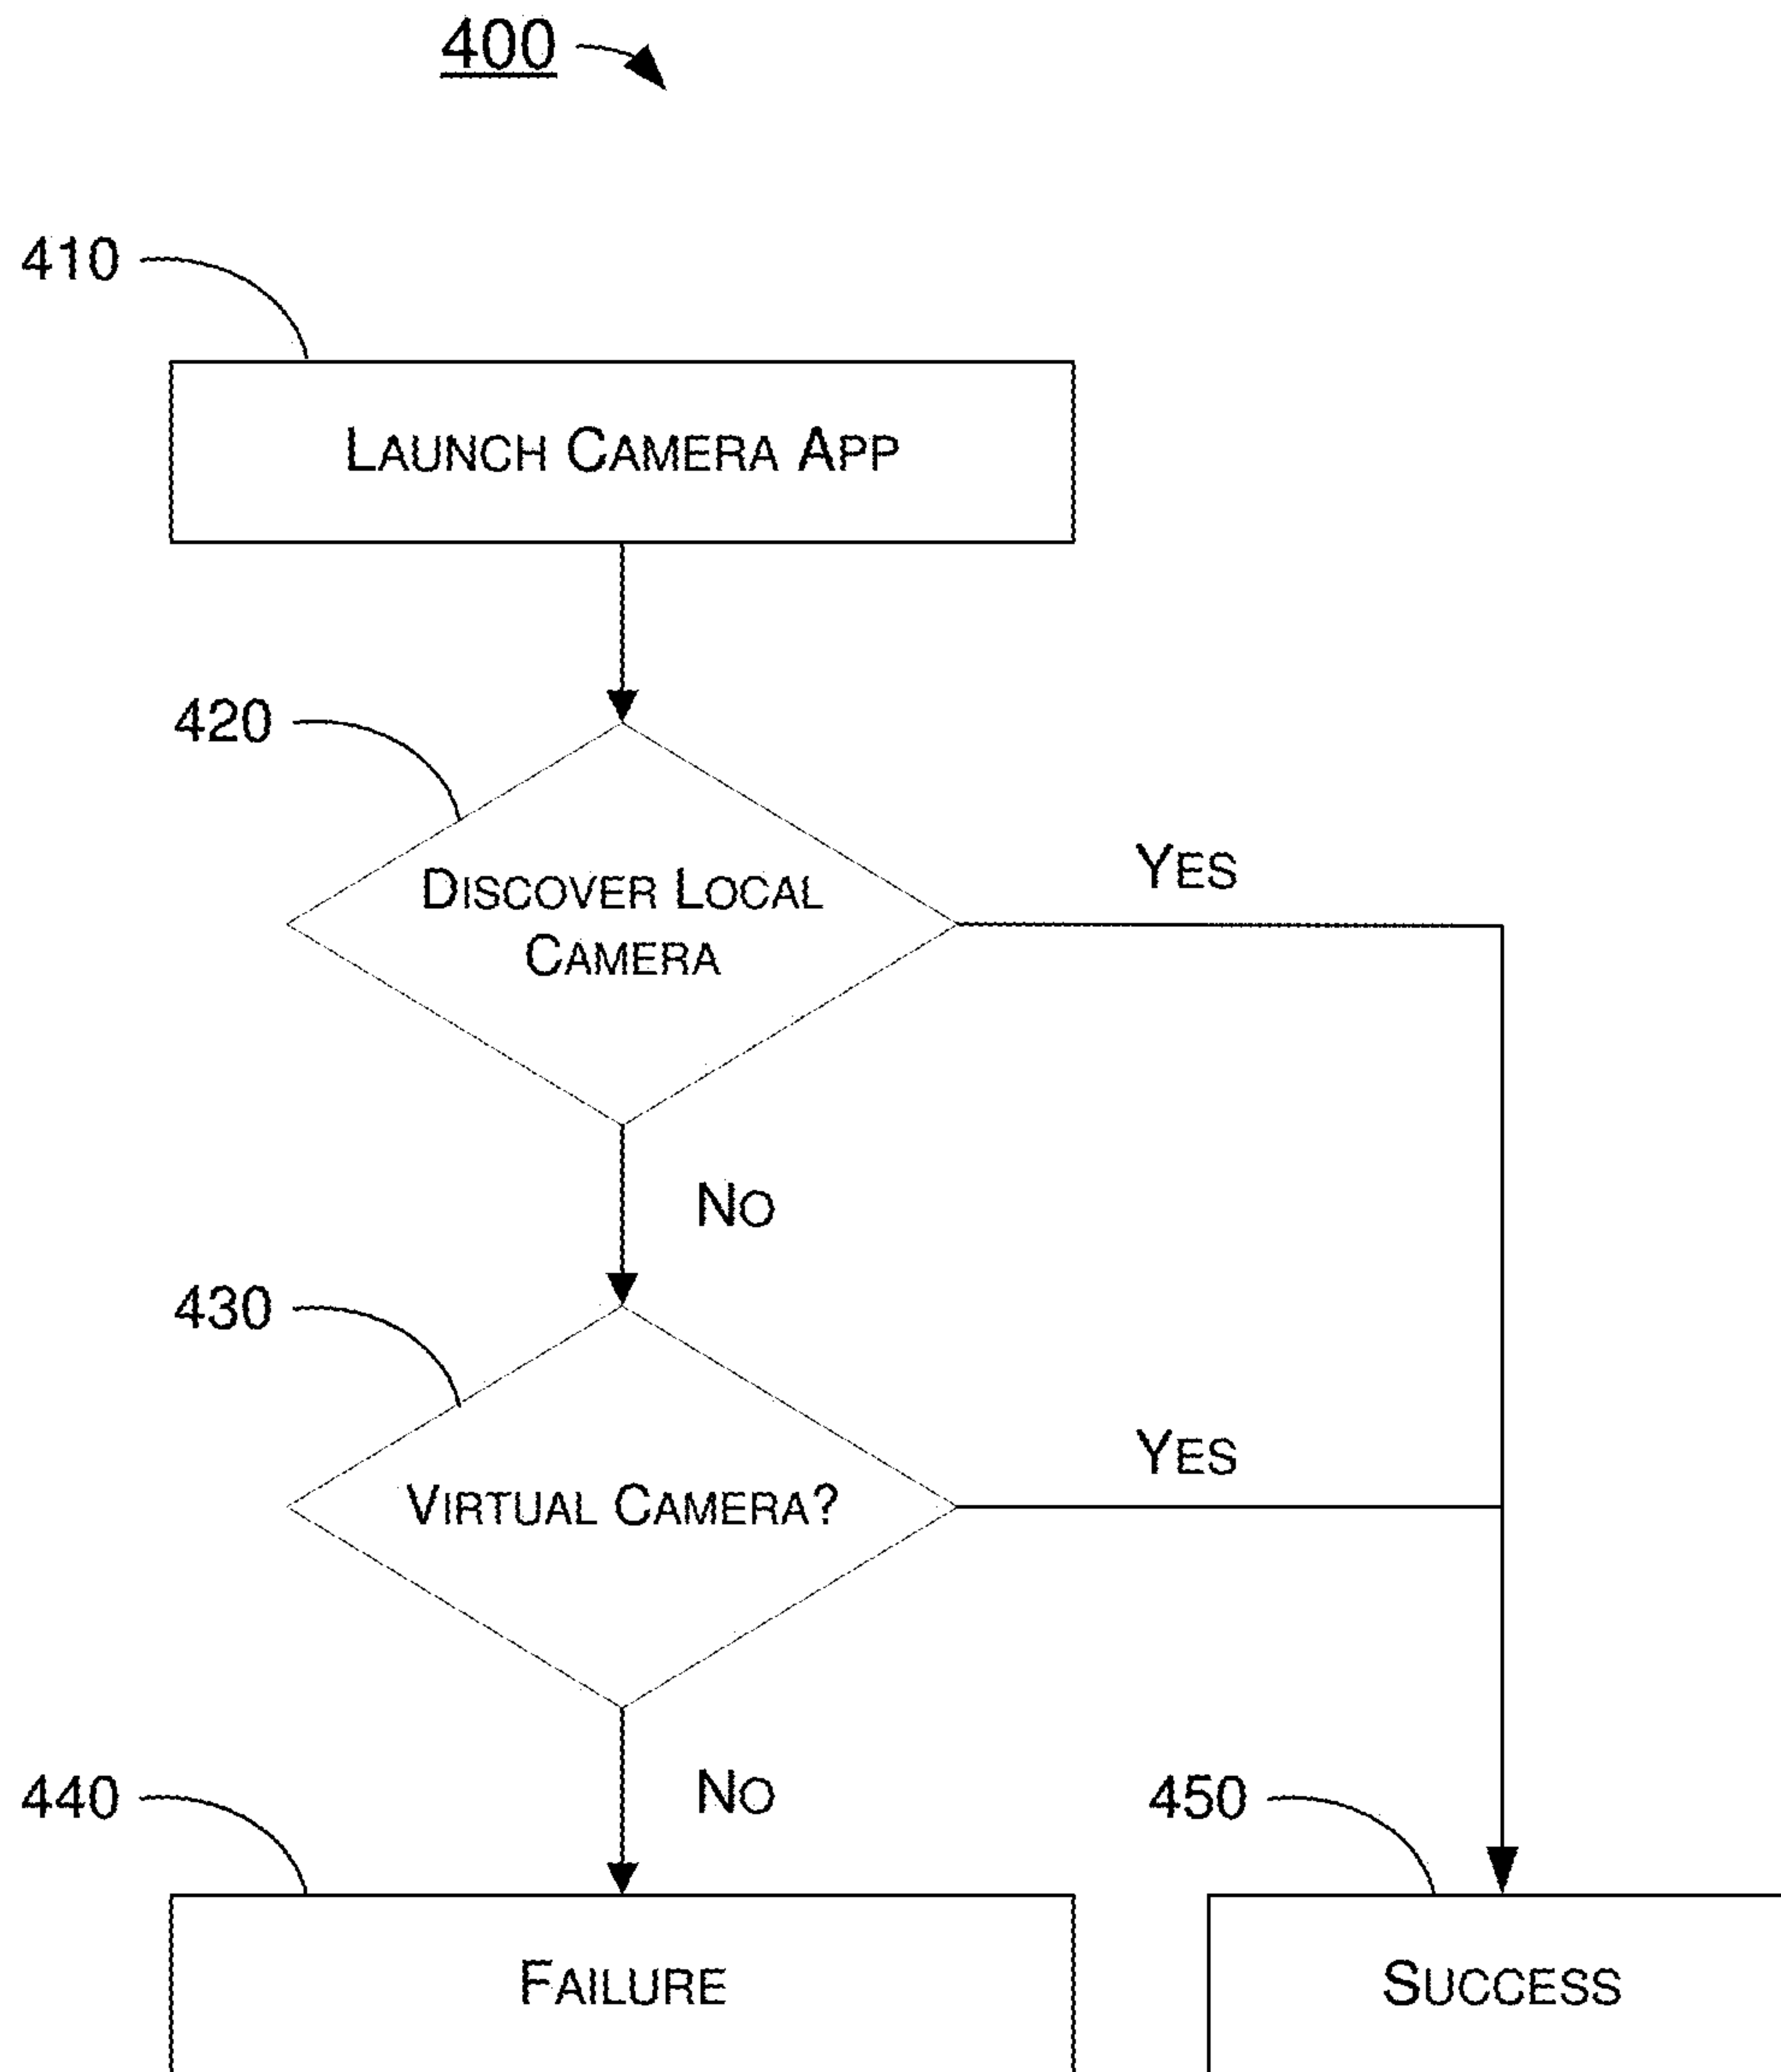 400
410
LAUNCH CAMERA APP
420
DISCOVER LOCAL
CAMERA
YES
NO
430
VIRTUAL CAMERA?
YES
NO
440
450
FAILURE
SUCCESS